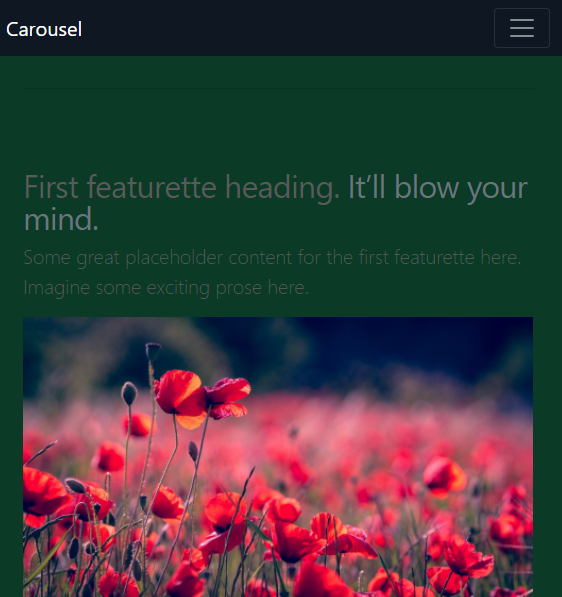 Carousel
First featurette heading. It’ll blow your
mind.
Some great placeholder content for the first featurette here.
Imagine some exciting prose here.